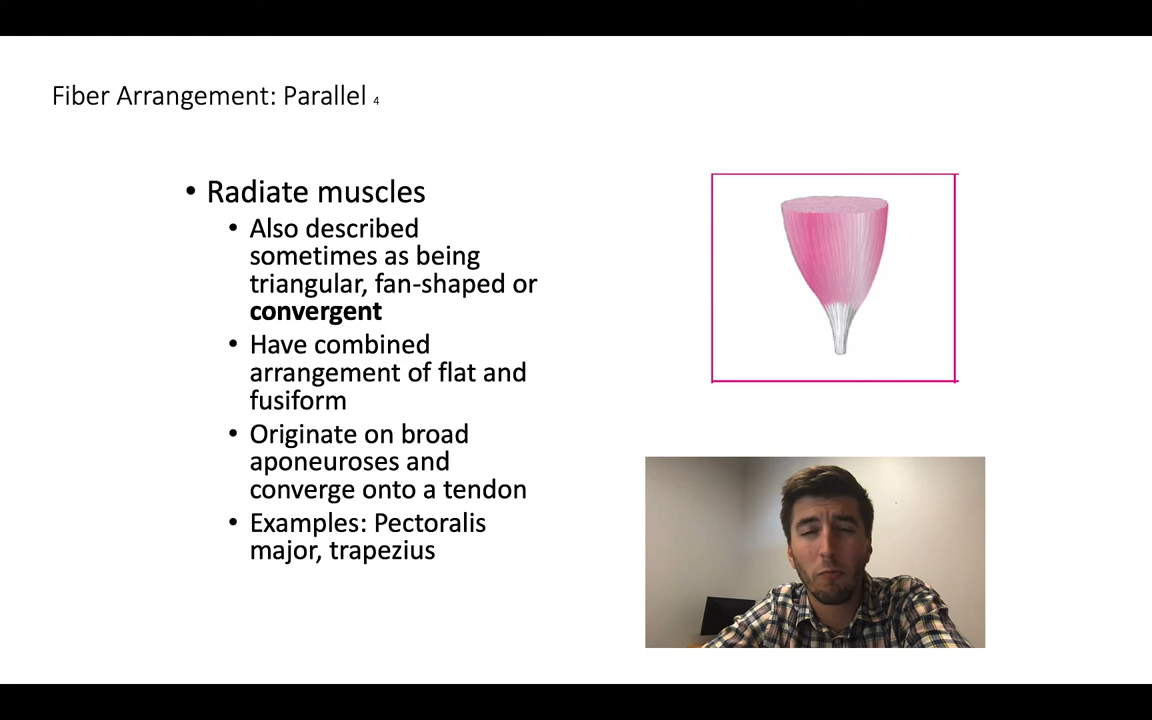 Fiber Arrangement: Parallel 4
• Radiate muscles
• Also described
sometimes as being
triangular, fan-shaped or
convergent
• Have combined
arrangement of flat and
fusiform
• Originate on broad
aponeuroses and
converge onto a tendon
• Examples: Pectoralis
major, trapezius